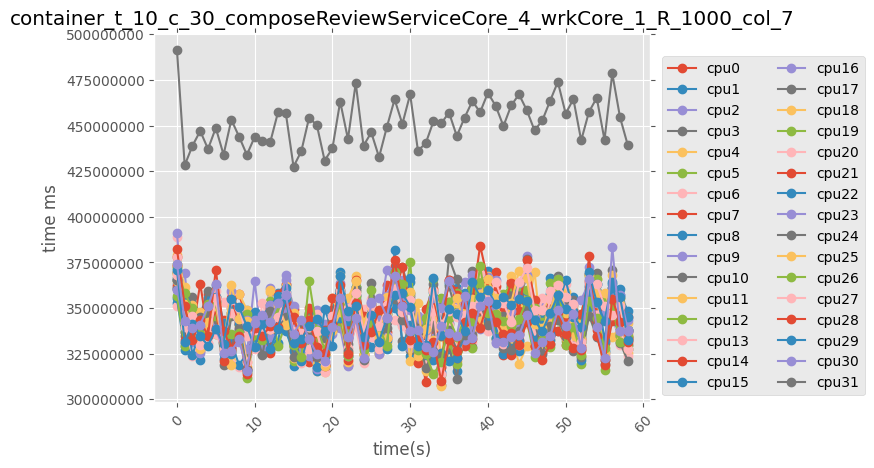 container_t_10_c_30_composeReviewServiceCore_4_wrkCore_1_R_1000_col_7
500000000
475000000
450000000
425000000
400000000
375000000
350000000
325000000
300000000
time ms
0
10
20
30
40
50
60
time(s)
cpu0
cpu1
cpu2
cpu3
cpu4
cpu5
cpu6
cpu7
cpu8
cpu9
cpu10
cpu11
cpu12
cpu13
cpu14
cpu15
cpu16
cpu17
cpu18
cpu19
cpu20
cpu21
cpu22
cpu23
cpu24
cpu25
cpu26
cpu27
cpu28
cpu29
cpu30
cpu31